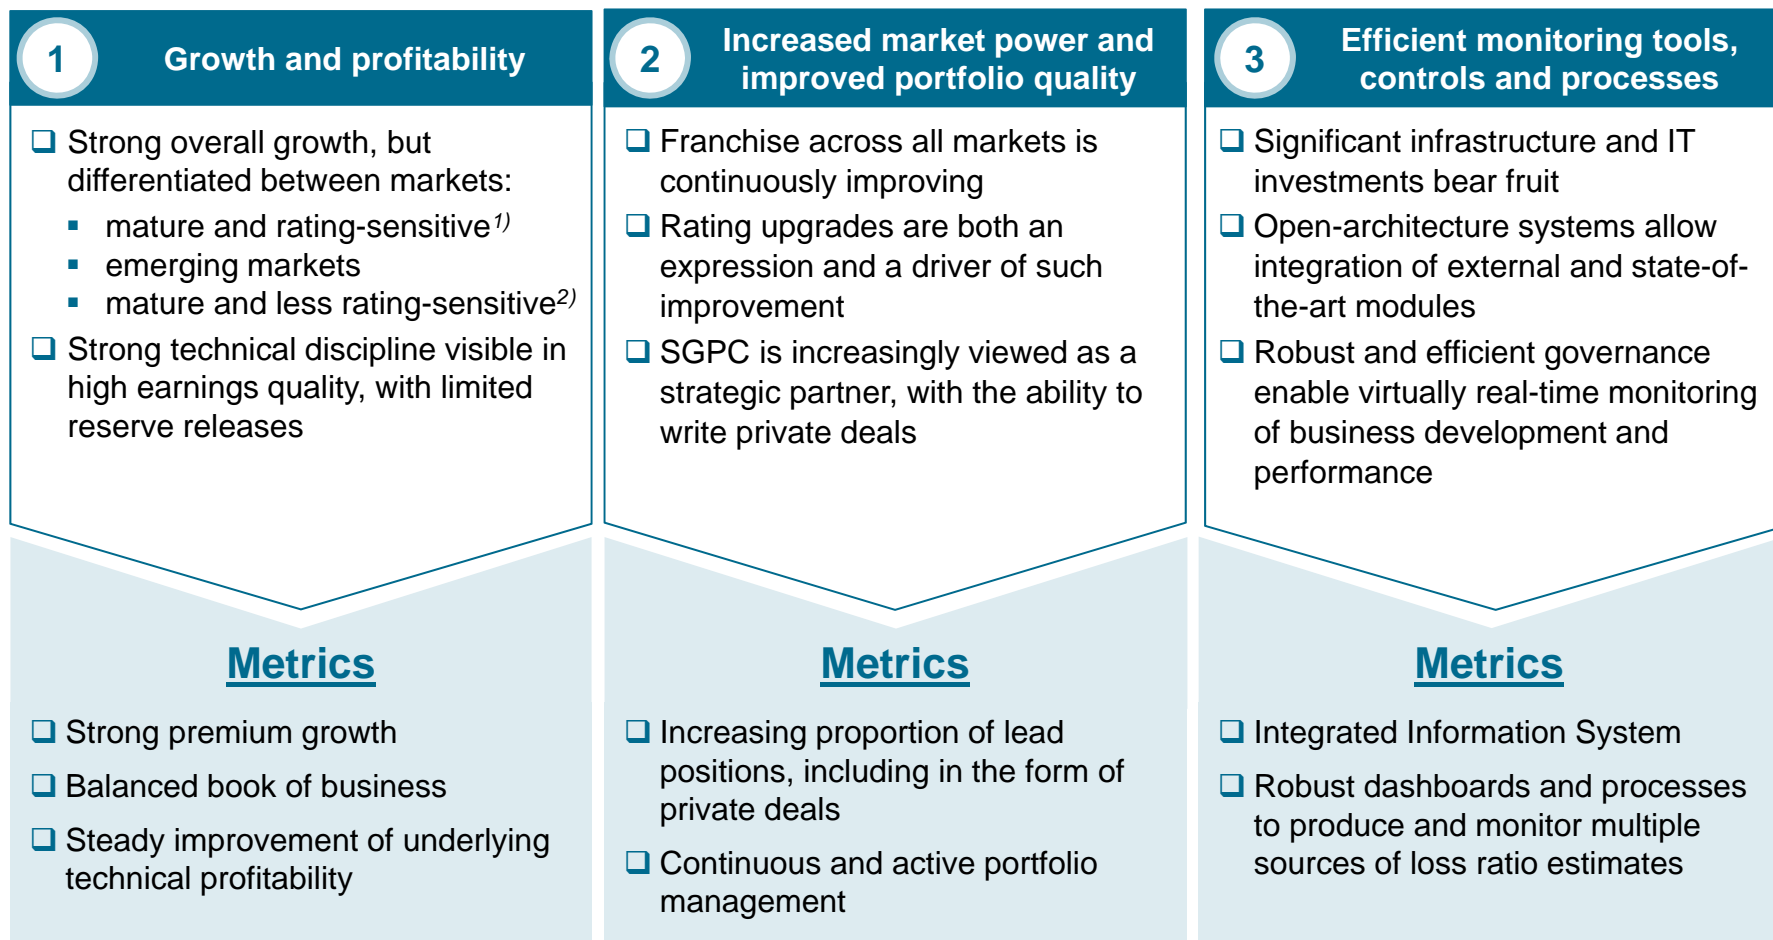 1
Growth and profitability
❑ Strong overall growth, but
differentiated between markets:
▪ mature and rating-sensitive1)
▪ emerging markets
▪ mature and less rating-sensitive2)
❑ Strong technical discipline visible in
high earnings quality, with limited
reserve releases
Metrics
❑ Strong premium growth
❑ Balanced book of business
❑ Steady improvement of underlying
technical profitability
2
Increased market power and
improved portfolio quality
❑ Franchise across all markets is
continuously improving
❑ Rating upgrades are both an
expression and a driver of such
improvement
❑ SGPC is increasingly viewed as a
strategic partner, with the ability to
write private deals
Metrics
❑ Increasing proportion of lead
positions, including in the form of
private deals
❑ Continuous and active portfolio
management
3
Efficient monitoring tools,
controls and processes
❑ Significant infrastructure and IT
investments bear fruit
❑ Open-architecture systems allow
integration of external and state-of-
the-art modules
❑ Robust and efficient governance
enable virtually real-time monitoring
of business development and
performance
Metrics
❑ Integrated Information System
❑ Robust dashboards and processes
to produce and monitor multiple
sources of loss ratio estimates